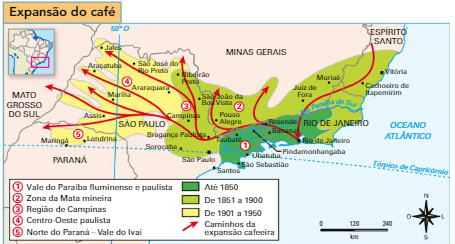 Expansão do café
50° O
ESPÍRITO
SANTO
Jales
MINAS GERAIS
Araçatuba
São José do
Rio Preto
Vitória
Ribeirão
Preto
Muriaé
Cachoeiro de
Itapemirim
MATO
GROSSO
DO SUL
Araraquara
São João da
Boa Vista
Juiz de
Fora
Marília
Pouso
Alegre
Paraíba do Sul
Assis
Campinas
Resende
RIO DE JANEIRO
SÃO PAULO
Bananal
OCEANO
ATLÂNTICO
Bragança Paulista
Taubaté
Rio de Janeiro
Maringá
Londrina
Sorocaba
Pindamonhangaba
São Paulo
Ubatuba
PARANÁ
São Sebastião
Trópico de Capricórnio
Santos
1 Vale do Paraíba fluminense e paulista
2 Zona da Mata mineira
3 Região de Campinas
4 Centro-Oeste paulista
5 Norte do Paraná – Vale do Ivaí
Até 1850
De 1851 a 1900
De 1901 a 1950
Caminhos da
expansão cafeeira
N
O
L
S
0
120
240
km